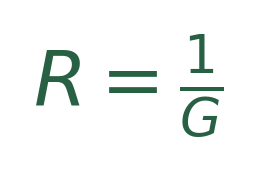 R = 1/G